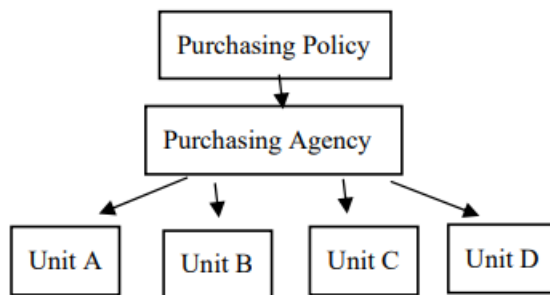 Purchasing Policy
Purchasing Agency
Unit A
Unit B
Unit C
Unit D